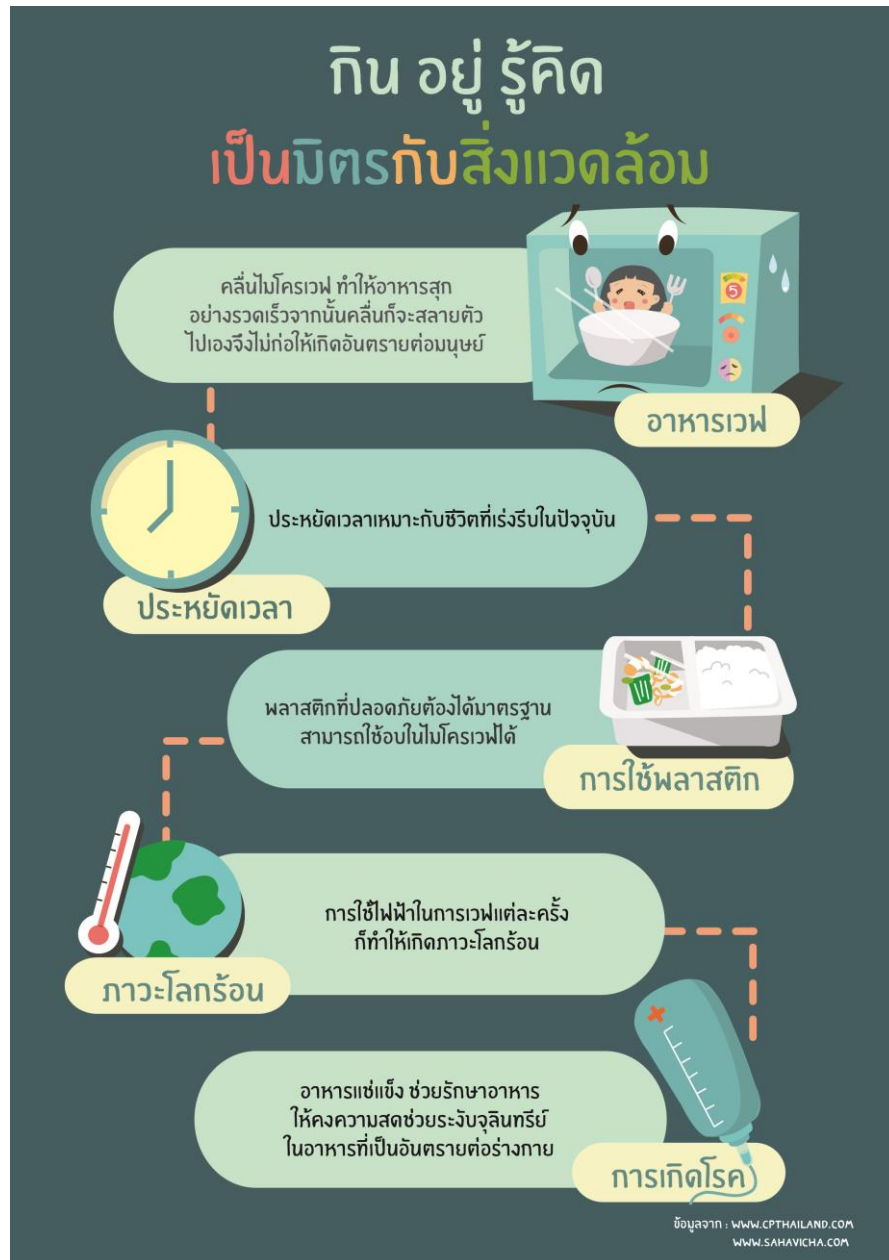 กิน อยู่ รู้คิด
เป็นมิตรกับสิ่งแวดล้อม
คลื่นไมโครเวฟ ทำให้อาหารสุก
อย่างรวดเร็วจากนั้นคลื่นก็จะสลายตัว
ไปเองจึงไม่ก่อให้เกิดอันตรายต่อมนุษย์
5
อาหารเวฟ
ประหยัดเวลาเหมาะกับชีวิตที่เร่งรีบในปัจจุบัน
ประหยัดเวลา
พลาสติกที่ปลอดภัยต้องได้มาตรฐาน
สามารถใช้อบในไมโครเวฟได้
การใช้พลาสติก
การใช้ไฟฟ้าในการเวฟแต่ละครั้ง
ก็ทำให้เกิดภาวะโลกร้อน
ภาวะโลกร้อน
อาหารแช่แข็ง ช่วยรักษาอาหาร
ให้คงความสดช่วยระงับจุลินทรีย์
ในอาหารที่เป็นอันตรายต่อร่างกาย
การเกิดโรค
ข้อมูลจาก : WWW.CPTHAILAND.COM
WWW.SAHAVICHA.COM